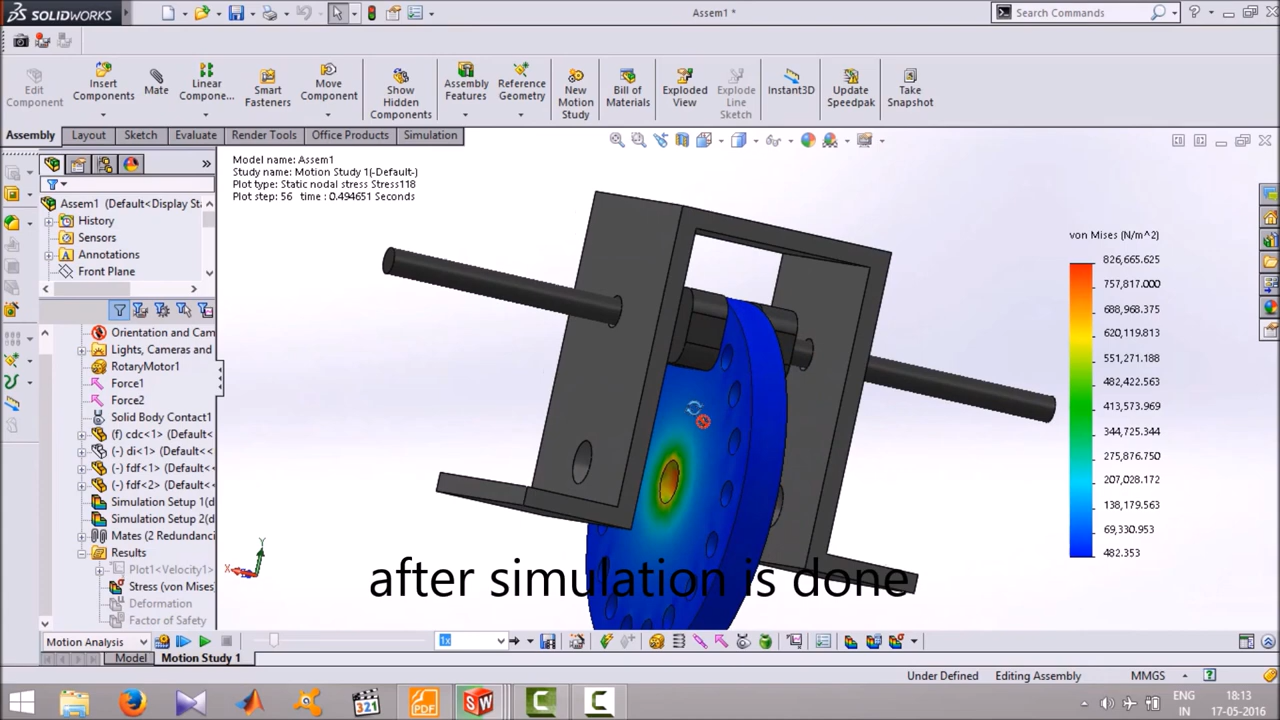 SOLIDWORKS
Assem1 *
Search Commands
Edit
Component
Insert
Components
Mate
Linear
Compone...
Smart
Fasteners
Move
Component
Show
Hidden
Components
Assembly
Features
Reference
Geometry
New
Motion
Study
Bill of
Materials
Exploded
View
Explode
Line
Sketch
Instant3D
Update
Speedpak
Take
Snapshot
Assembly
Layout
Sketch
Evaluate
Render Tools
Office Products
Simulation
Model name: Assem1
Study name: Motion Study 1(-Default-)
Plot type: Static nodal stress Stress118
Plot step: 56 time : 0.494651 Seconds
Assem1 (Default<Display Sta
History
Sensors
Annotations
Front Plane
Orientation and Cam
Lights, Cameras and
RotaryMotor1
Force1
Force2
Solid Body Contact1
(f) cdc<1> (Default<
(-) di<1> (Default<
(-) fdf<1> (Default<
(-) fdf<2> (Default<
Simulation Setup 1(d
Simulation Setup 2(d
Mates (2 Redundanci
Results
Plot1<Velocity1>
Stress (von Mises
Deformation
Factor of Safety
von Mises (N/m^2)
826,665.625
757,817.000
688,968.375
620,119.813
551,271.188
482,422.563
413,573.969
344,725.344
275,876.750
207,028.172
138,179.563
69,330.953
482.353
after simulation is done
Motion Analysis
1x
Model
Motion Study 1
Under Defined
Editing Assembly
MMGS
321
PDF
SW
ENG
IN
18:13
17-05-2016